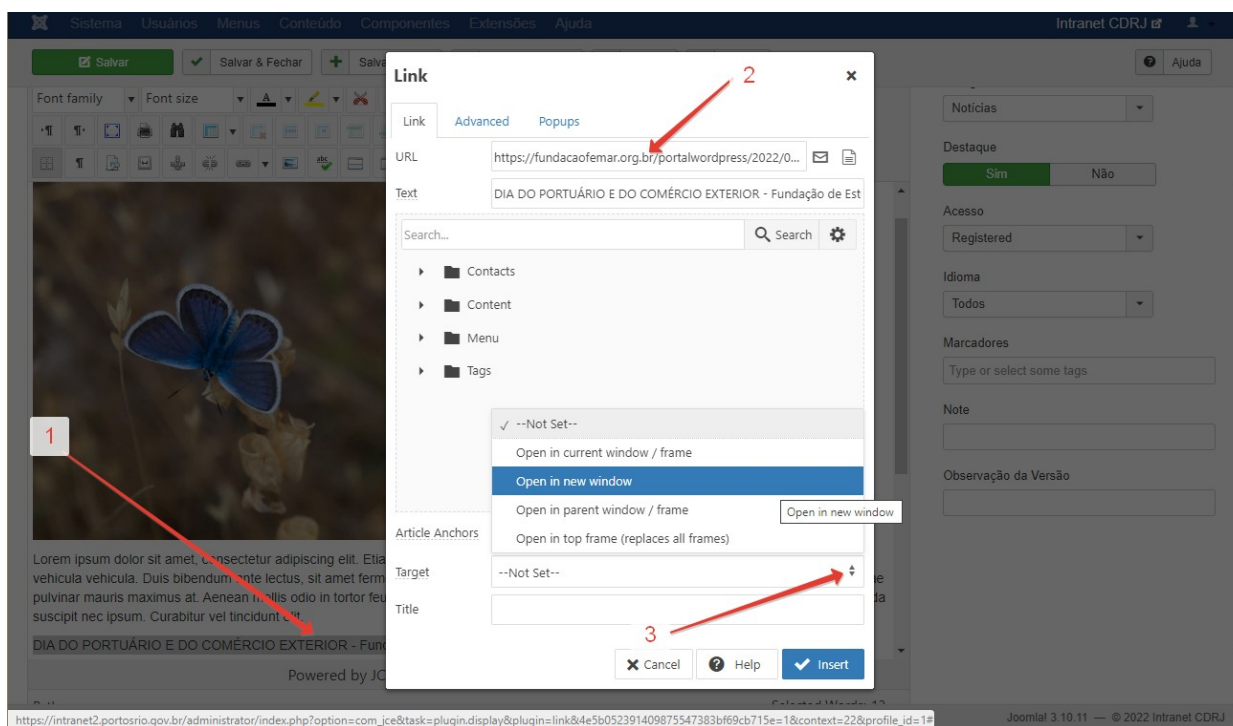 Sistema Usuários Menus Conteúdo Componentes Extensões Ajuda Intranet CDRJ
Salvar Salvar & Fechar Ajuda
Link
2
Font family Font size
Link Advanced Popups
Notícias
URL https://fundacaofemar.org.br/portalwordpress/2022/0...
Destaque
Sim Não
Text DIA DO PORTUÁRIO E DO COMÉRCIO EXTERIOR - Fundação de Est
Acesso
Search... Search
Registered
Contacts
Idioma
Content
Todos
Menu
Marcadores
Tags
Type or select some tags
Note
1
--Not Set--
Open in current window / frame
Open in new window
Observação da Versão
Open in parent window / frame
Open in new window
Article Anchors
Open in top frame (replaces all frames)
Lorem ipsum dolor sit amet, consectetur adipiscing elit.
vehicula vehicula. Duis bibendum ante lectus, sit amet
Target --Not Set--
pulvinar mauris maximus at. Aenean mollis odio in tortor
suscipit nec ipsum. Curabitur vel tincidunt elit.
Title
3
DIA DO PORTUÁRIO E DO COMÉRCIO EXTERIOR -
Cancel Help Insert
Powered by
https://intranet2.portosrio.gov.br/administrator/index.php?option=com_jce&task=plugin.display&plugin=link&4e5b052391409875547383bf69cb715e=1&context=22&profile_id=1#
Joomla! 3.10.11 — © 2022 Intranet CDRJ